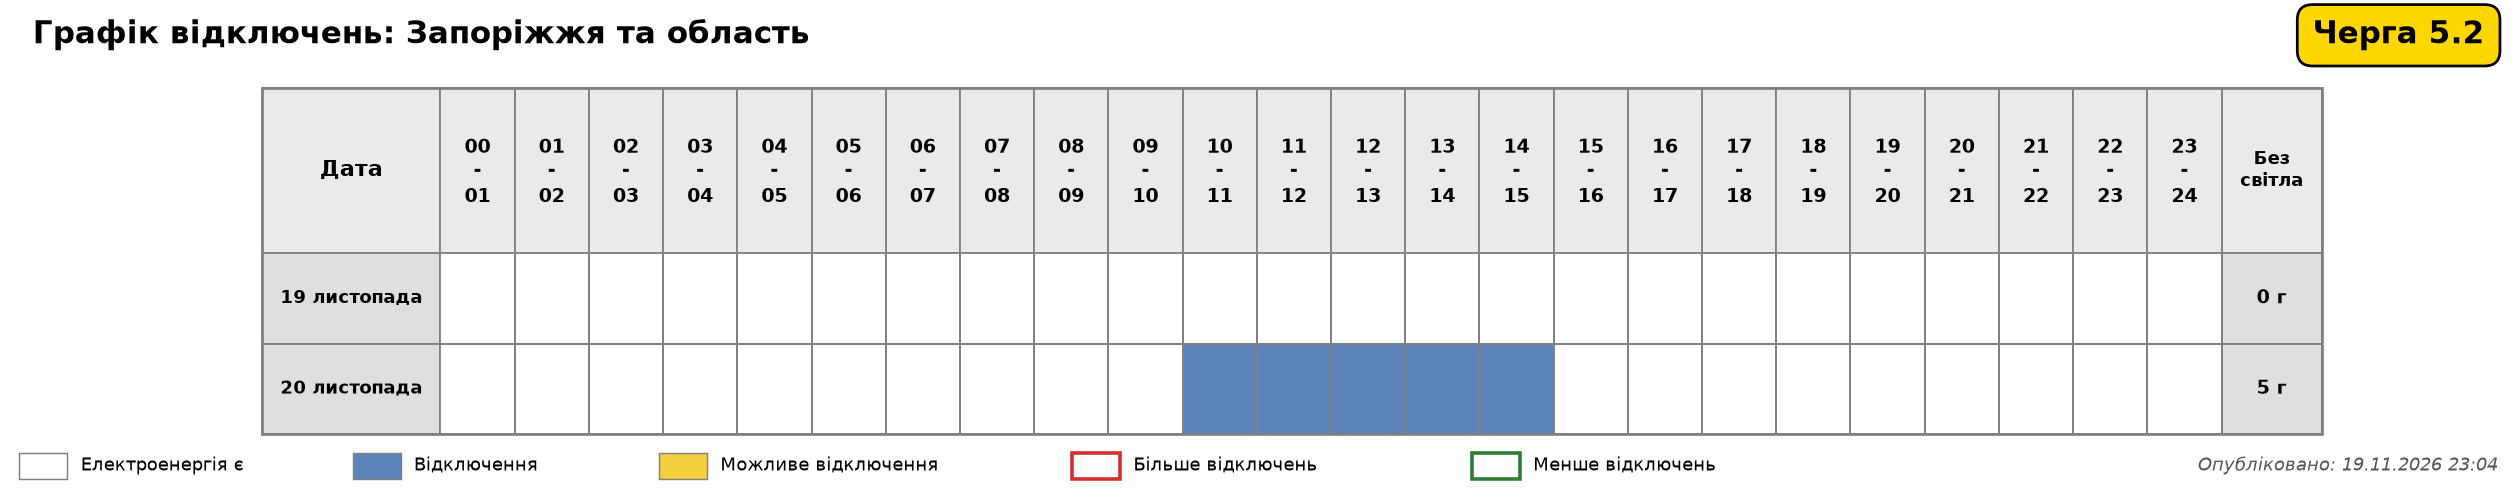 Графік відключень: Запоріжжя та область
Черга 5.2
Дата
00 - 01
01 - 02
02 - 03
03 - 04
04 - 05
05 - 06
06 - 07
07 - 08
08 - 09
09 - 10
10 - 11
11 - 12
12 - 13
13 - 14
14 - 15
15 - 16
16 - 17
17 - 18
18 - 19
19 - 20
20 - 21
21 - 22
22 - 23
23 - 24
Без світла
19 листопада
0 г
20 листопада
5 г
Електроенергія є
Відключення
Можливе відключення
Більше відключень
Менше відключень
Опубліковано: 19.11.2026 23:04